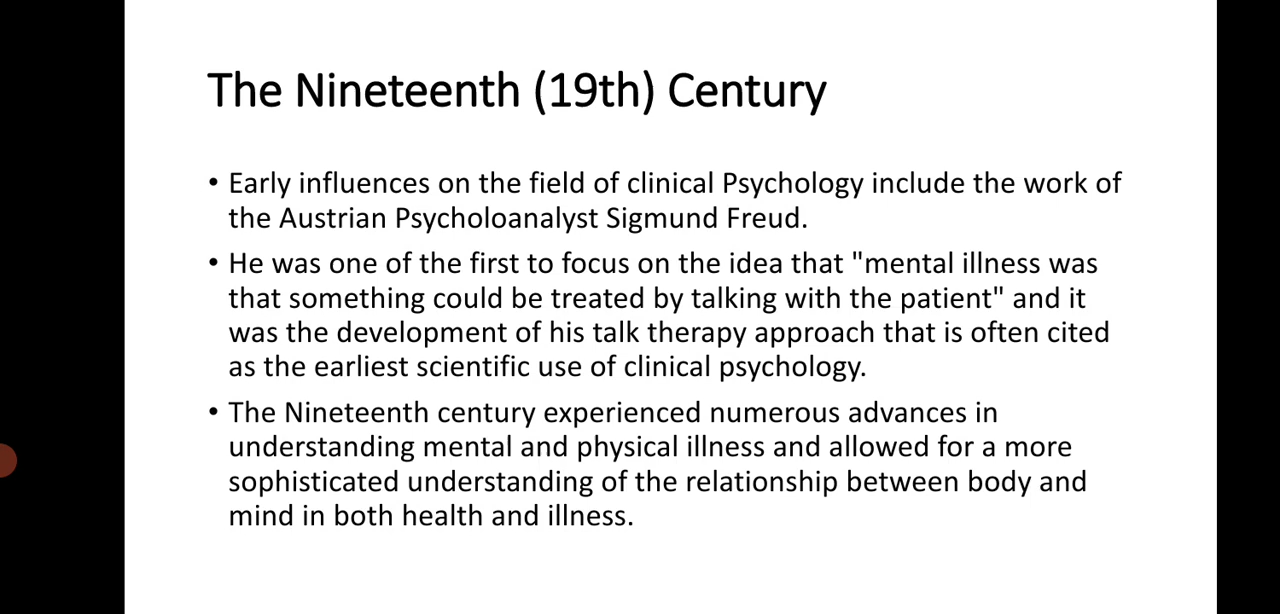 The Nineteenth (19th) Century
• Early influences on the field of clinical Psychology include the work of
the Austrian Psycholoanalyst Sigmund Freud.
• He was one of the first to focus on the idea that "mental illness was
that something could be treated by talking with the patient" and it
was the development of his talk therapy approach that is often cited
as the earliest scientific use of clinical psychology.
• The Nineteenth century experienced numerous advances in
understanding mental and physical illness and allowed for a more
sophisticated understanding of the relationship between body and
mind in both health and illness.